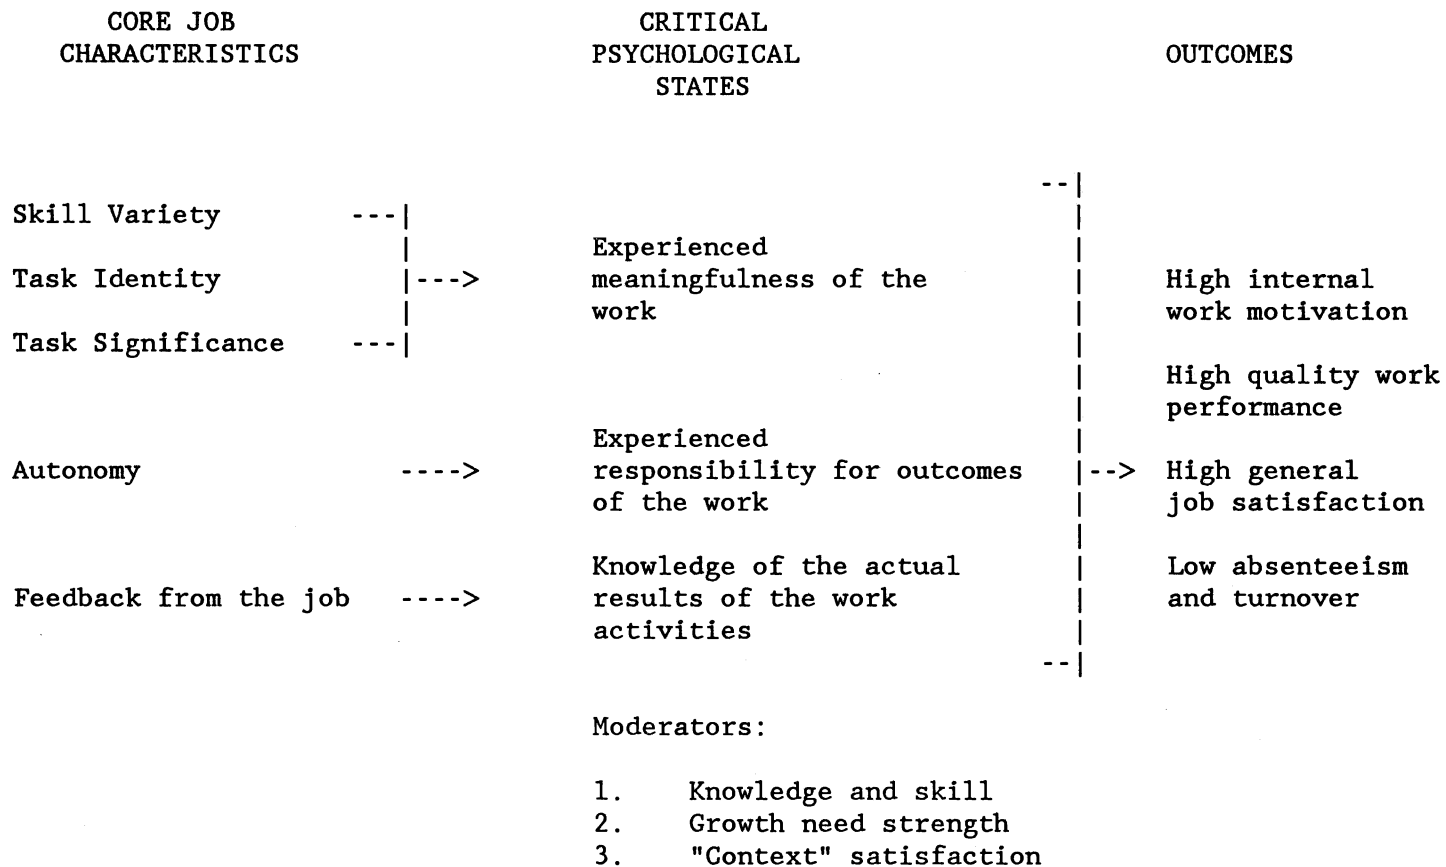 CORE JOB
CHARACTERISTICS
CRITICAL
PSYCHOLOGICAL
STATES
OUTCOMES
Skill Variety ---|
Task Identity |--->
Task Significance ---|
Experienced
meaningfulness of the
work
Autonomy ---->
Experienced
responsibility for outcomes
of the work
Feedback from the job ---->
Knowledge of the actual
results of the work
activities
--|
|-->
--|
High internal
work motivation
High quality work
performance
High general
job satisfaction
Low absenteeism
and turnover
Moderators:
1. Knowledge and skill
2. Growth need strength
3. "Context" satisfaction